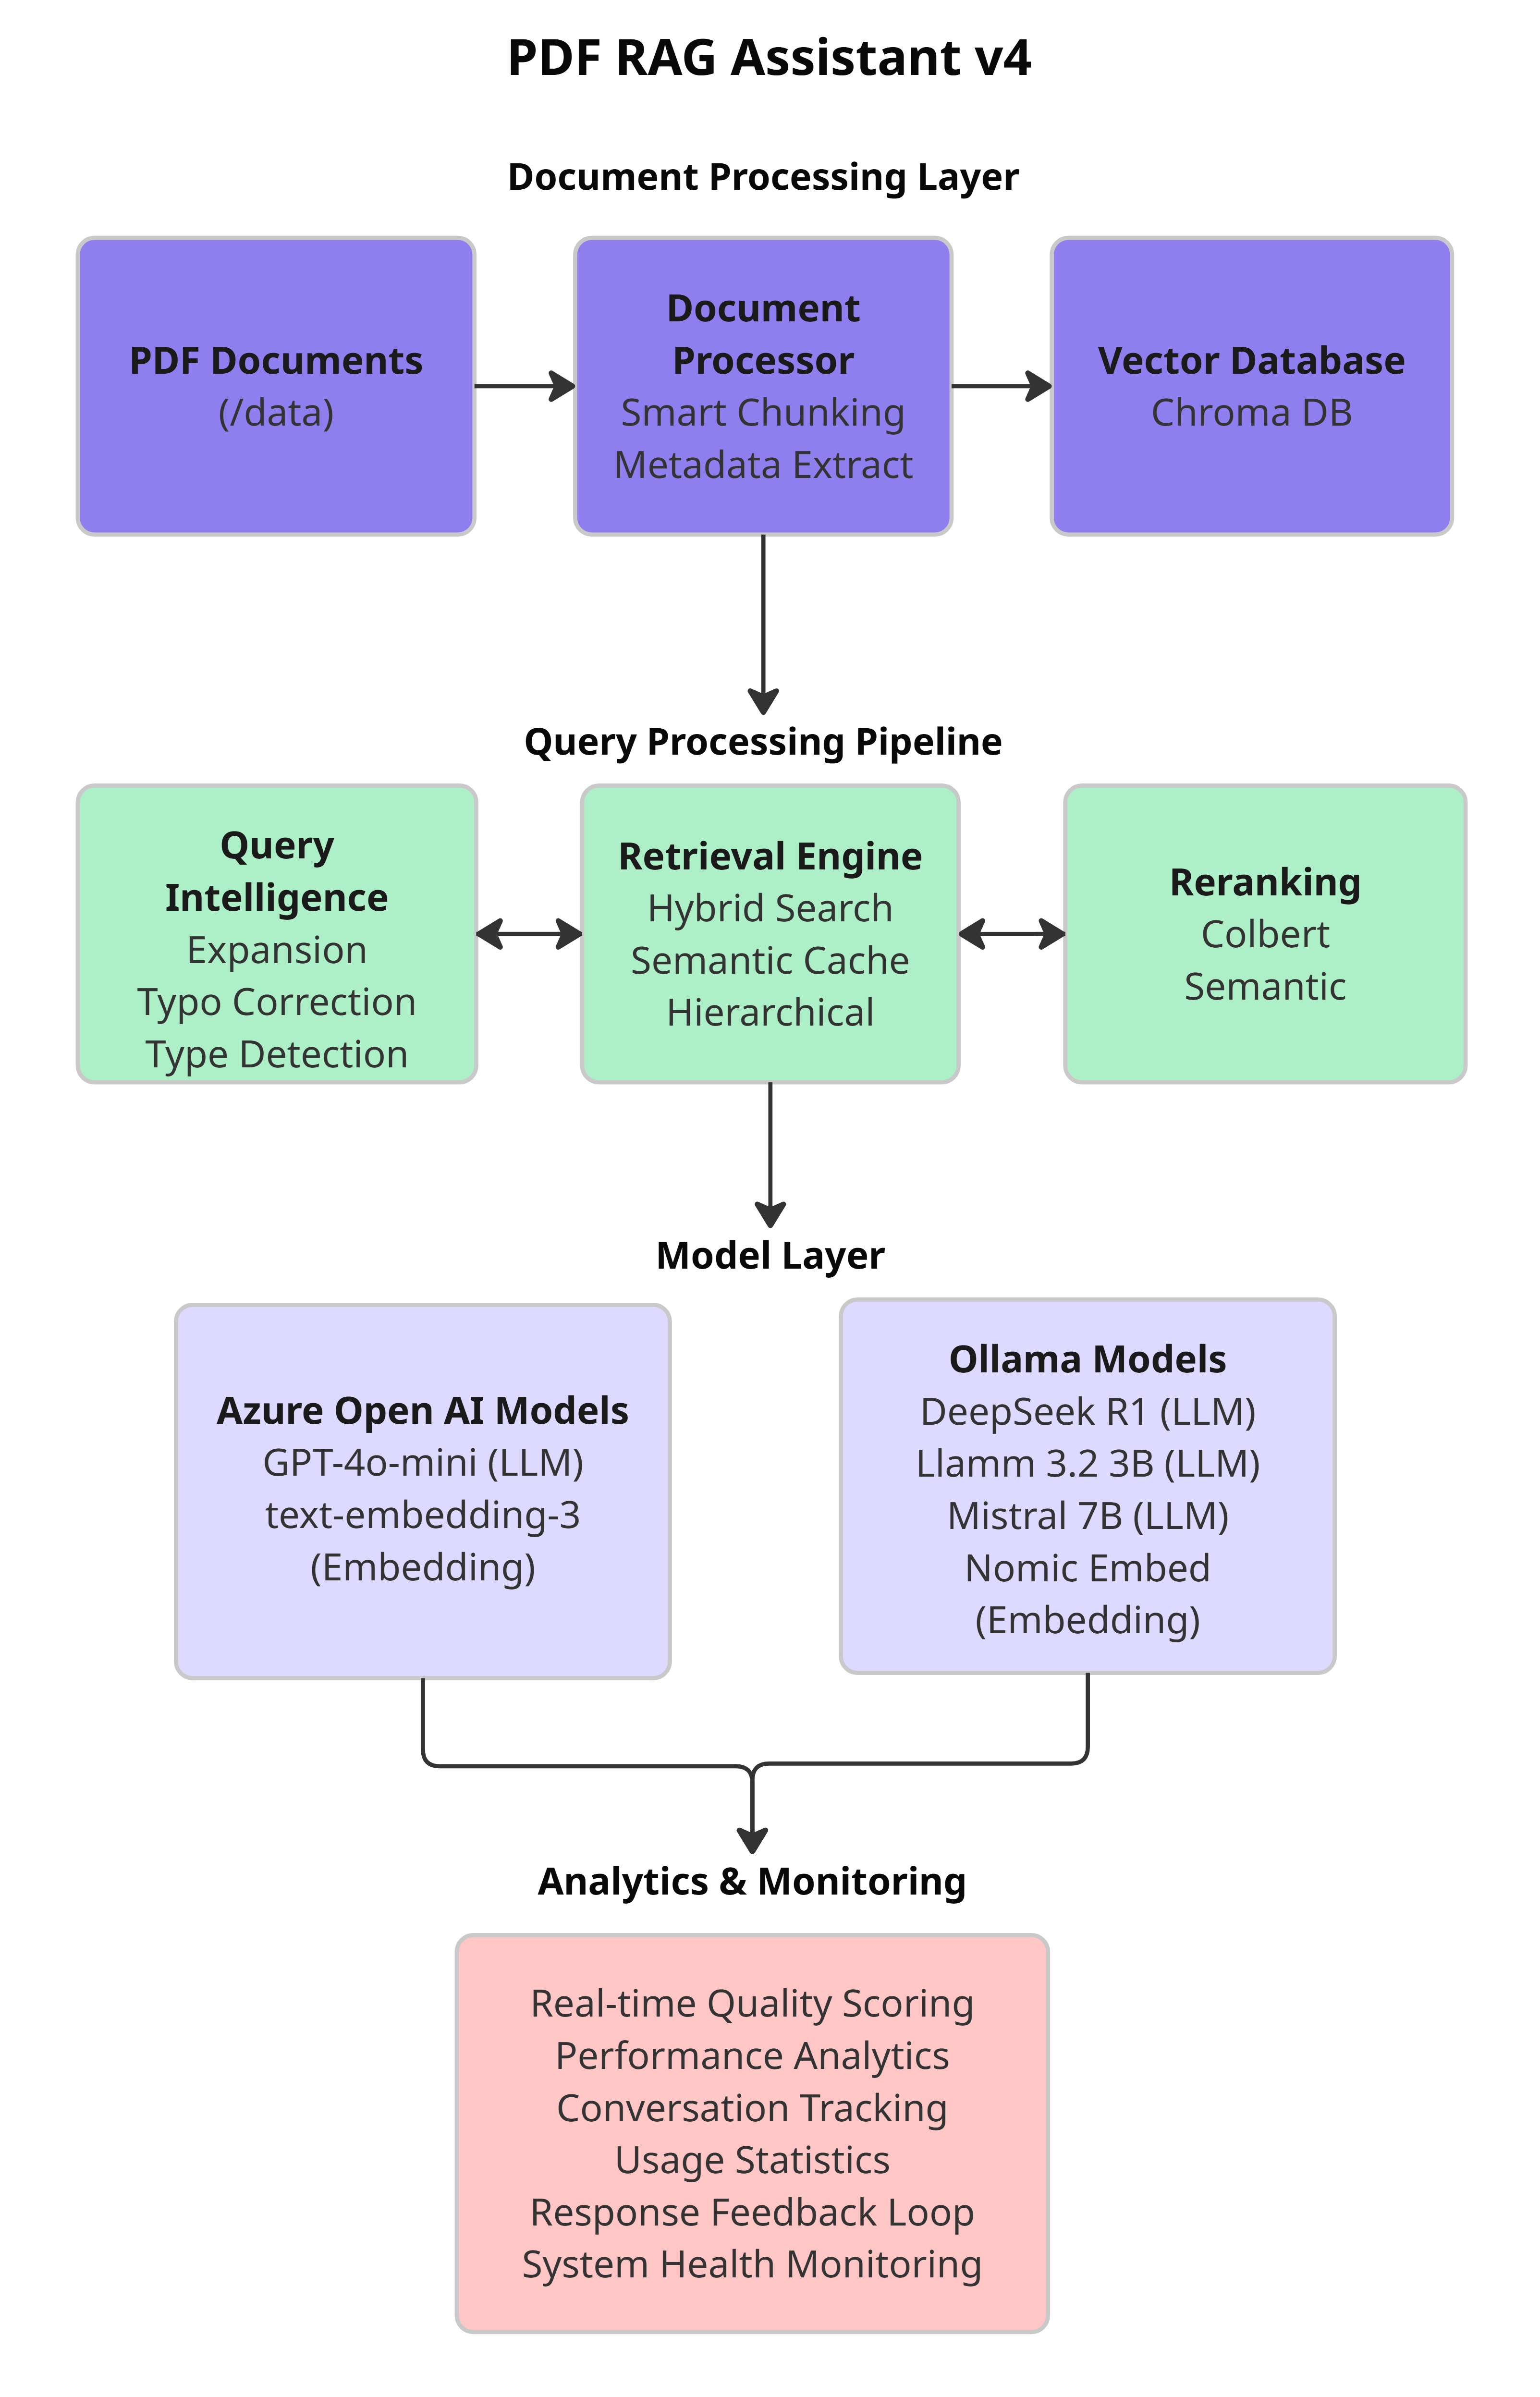 PDF RAG Assistant v4
Document Processing Layer
PDF Documents
(/data)
Document
Processor
Smart Chunking
Metadata Extract
Vector Database
Chroma DB
Query Processing Pipeline
Query
Intelligence
Expansion
Typo Correction
Type Detection
Retrieval Engine
Hybrid Search
Semantic Cache
Hierarchical
Reranking
Colbert
Semantic
Model Layer
Azure Open AI Models
GPT-4o-mini (LLM)
text-embedding-3
(Embedding)
Ollama Models
DeepSeek R1 (LLM)
Llamm 3.2 3B (LLM)
Mistral 7B (LLM)
Nomic Embed
(Embedding)
Analytics & Monitoring
Real-time Quality Scoring
Performance Analytics
Conversation Tracking
Usage Statistics
Response Feedback Loop
System Health Monitoring